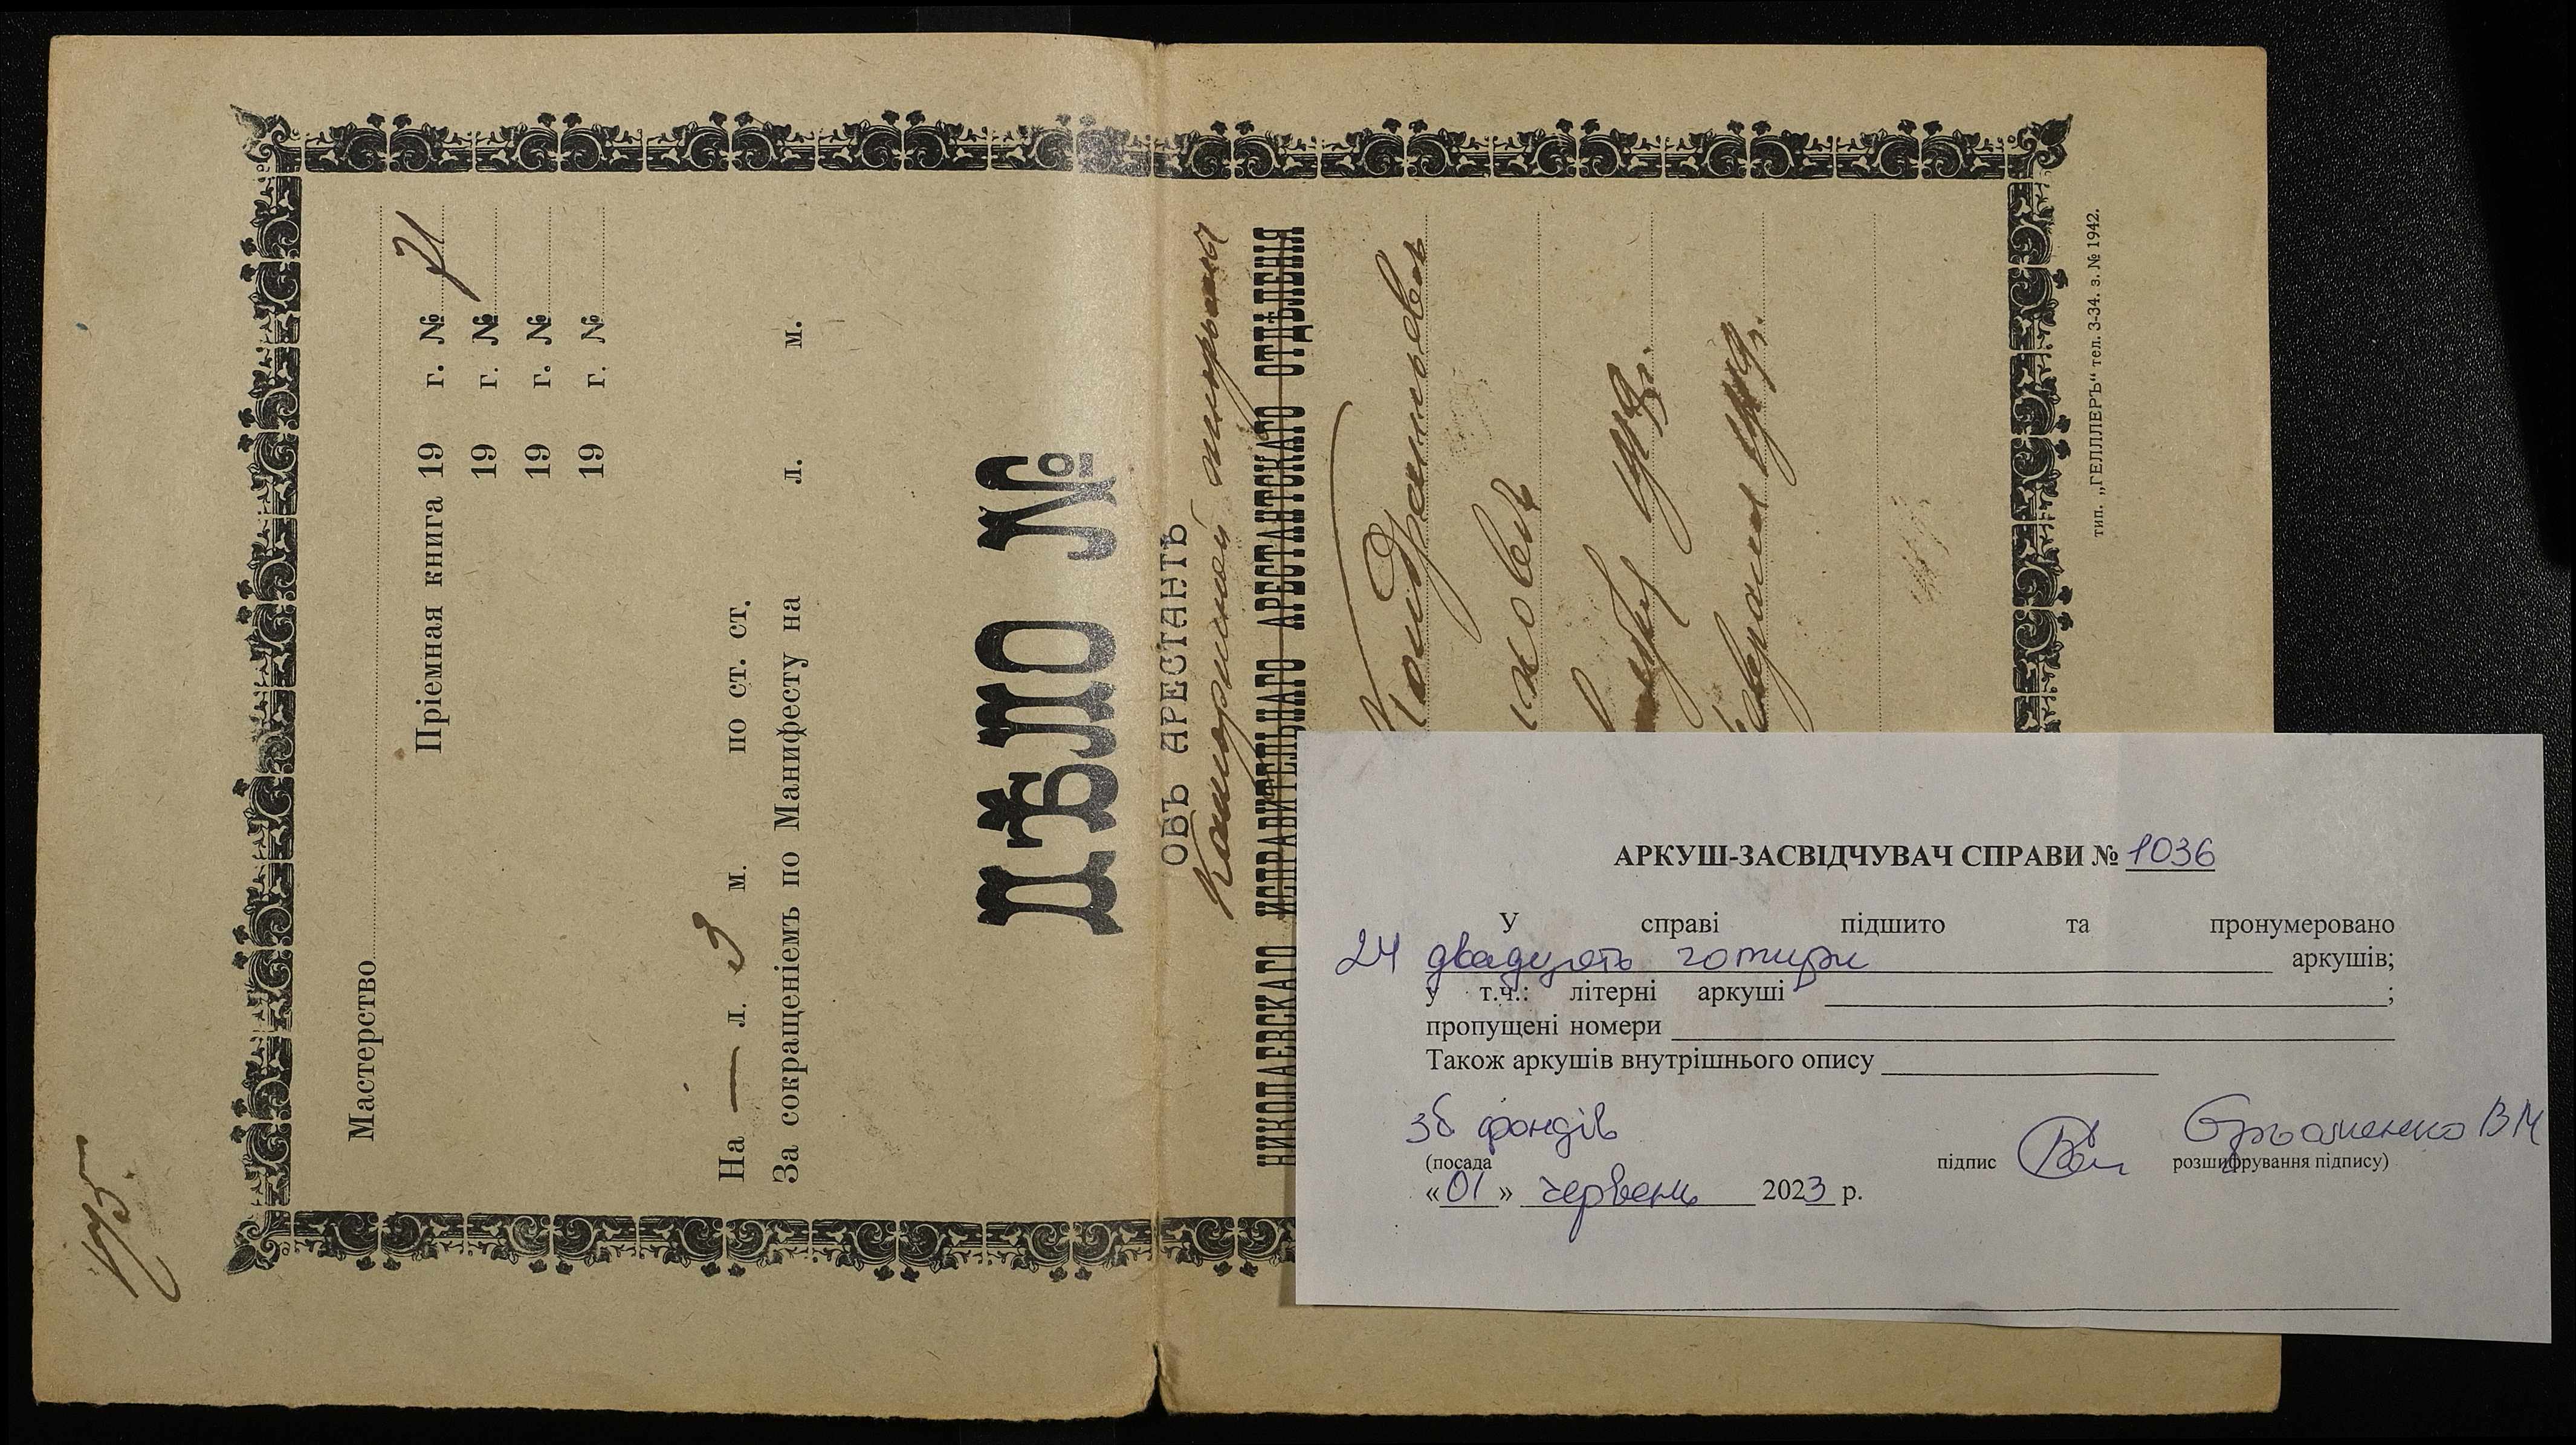 Мастерство
Пріемная книга 19 г. № 71
19 г. №
19 г. №
19 г. №
На — л. 3 м. по ст. ст.
За сокращеніемъ по Манифесту на л. м.
ДѢЛО №
ОБЪ АРЕСТАНТѢ
Каторжной тюрьмы
НИКОЛАЕВСКАГО ИСПРАВИТЕЛЬНАГО АРЕСТАНТСКАГО ОТДѢЛЕНІЯ
тип. „ГЕЛЛЕРЪ“ тел. 3-34. з. № 1942.
АРКУШ-ЗАСВІДЧУВАЧ СПРАВИ № 1036
У справі підшито та пронумеровано
24 двадцять чотири аркушів;
у т.ч.: літерні аркуші ;
пропущені номери
Також аркушів внутрішнього опису
зб фондів
(посада підпис розшифрування підпису)
«01» червень 2023 р.